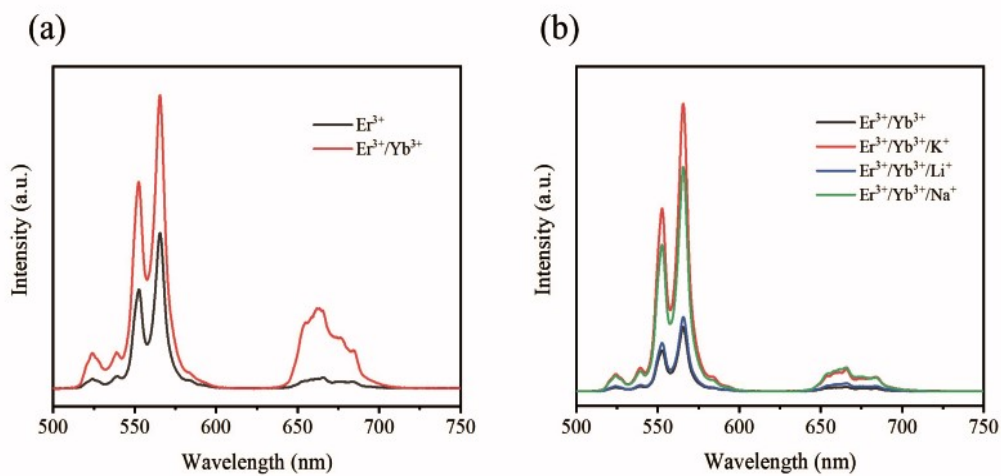 (a)
Er³⁺
Er³⁺/Yb³⁺
Intensity (a.u.)
500 550 600 650 700 750
Wavelength (nm)
(b)
Er³⁺/Yb³⁺
Er³⁺/Yb³⁺/K⁺
Er³⁺/Yb³⁺/Li⁺
Er³⁺/Yb³⁺/Na⁺
Intensity (a.u.)
500 550 600 650 700 750
Wavelength (nm)